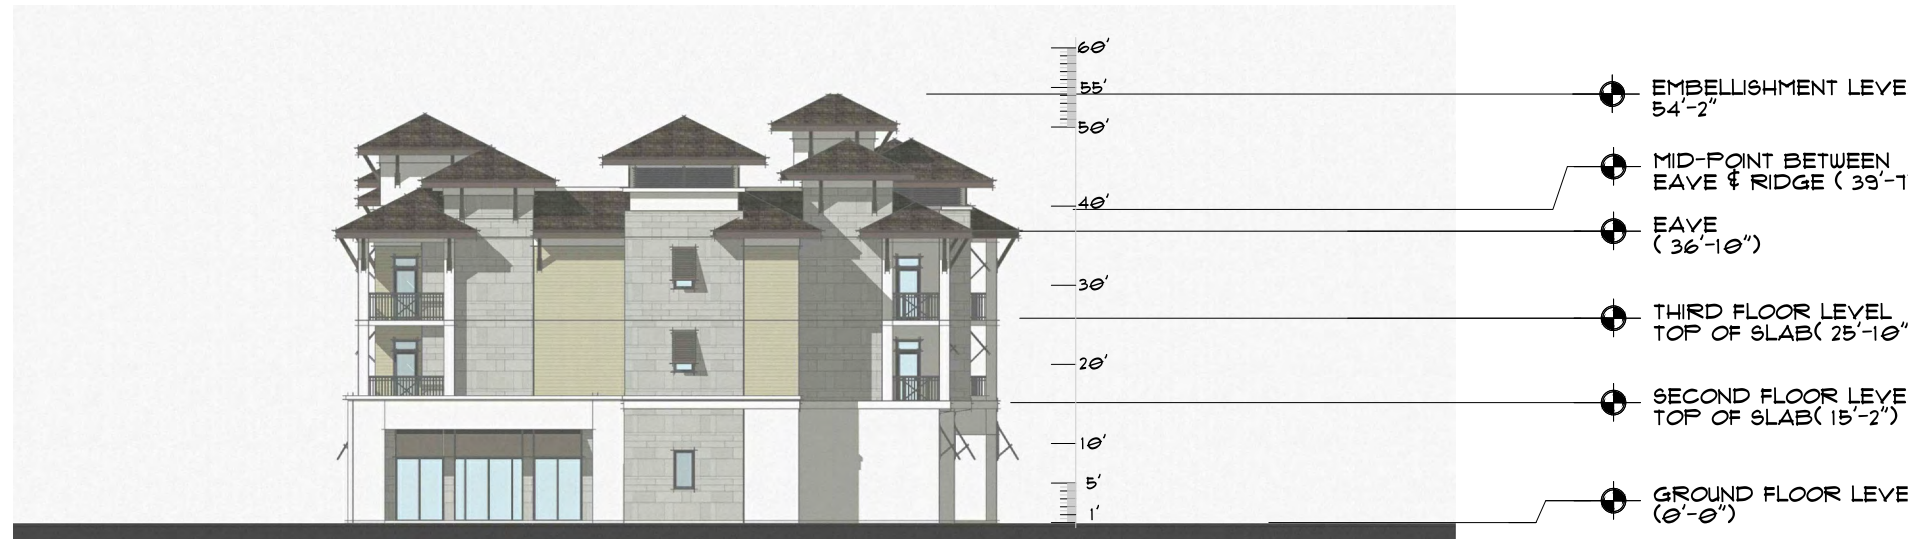 60'
55'
50'
40'
30'
20'
10'
5'
1'
EMBELLISHMENT LEVE
54'-2"
MID-POINT BETWEEN
EAVE & RIDGE ( 39'-7
EAVE
( 36'-10")
THIRD FLOOR LEVEL
TOP OF SLAB( 25'-10"
SECOND FLOOR LEVE
TOP OF SLAB( 15'-2")
GROUND FLOOR LEVE
(0'-0")